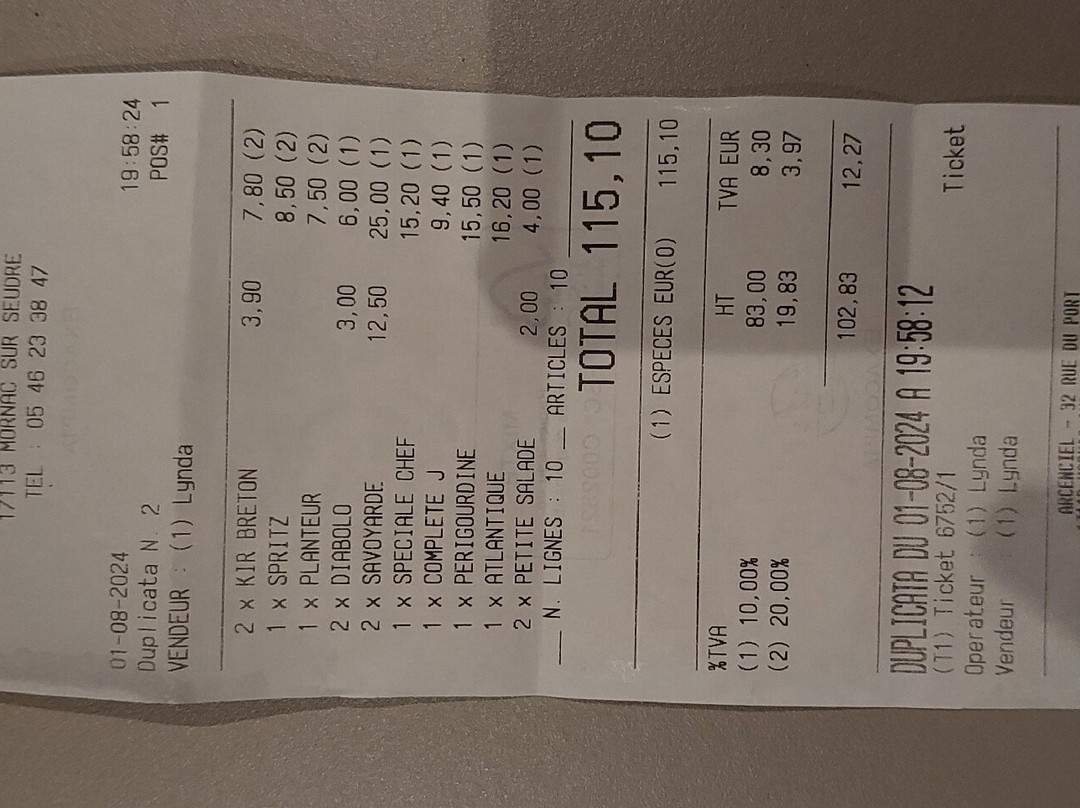 17113 MORNAC SUR SEUDRE
TEL : 05 46 23 38 47
01-08-2024 19:58:24
Duplicata N. 2 POS# 1
VENDEUR : (1) Lynda
2 x KIR BRETON 3,90 7,80 (2)
1 x SPRITZ 8,50 (2)
1 x PLANTEUR 7,50 (2)
2 x DIABOLO 3,00 6,00 (1)
2 x SAVOYARDE 12,50 25,00 (1)
1 x SPECIALE CHEF 15,20 (1)
1 x COMPLETE J 9,40 (1)
1 x PERIGOURDINE 15,50 (1)
1 x ATLANTIQUE 16,20 (1)
2 x PETITE SALADE 2,00 4,00 (1)
N. LIGNES : 10 __ ARTICLES : 10
TOTAL 115,10
(1) ESPECES EUR(0) 115,10
%TVA HT TVA EUR
(1) 10,00% 83,00 8,30
(2) 20,00% 19,83 3,97
102,83 12,27
DUPLICATA DU 01-08-2024 A 19:58:12
(T1) Ticket 6752/1 Ticket
Operateur : (1) Lynda
Vendeur : (1) Lynda
ARCENCIEL - 32 RUE DU PORT